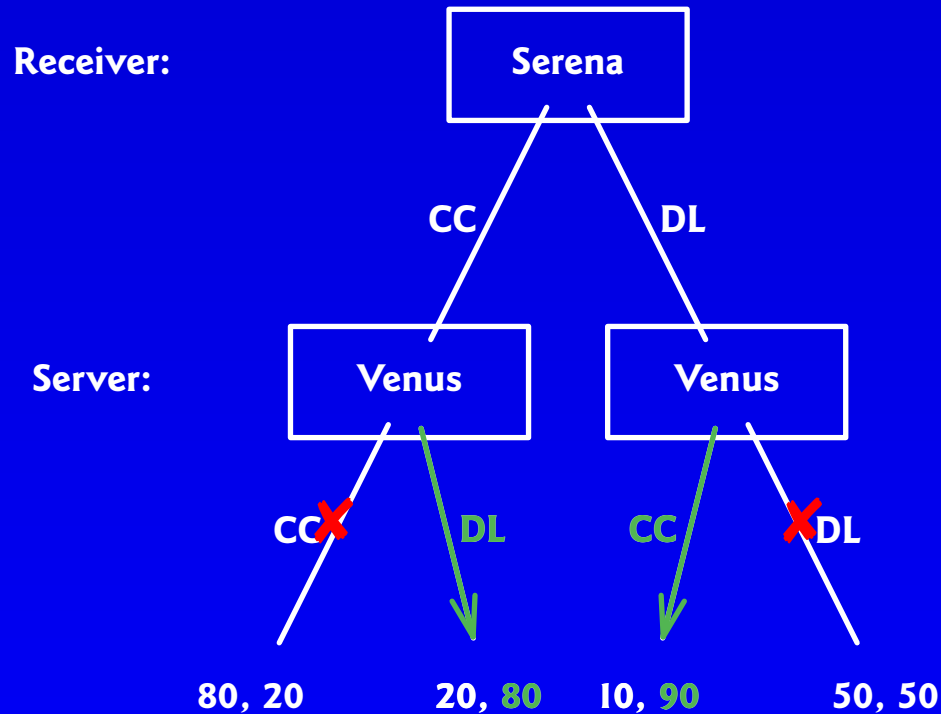 Receiver: Serena
CC DL
Server: Venus Venus
CC DL CC DL
80, 20 20, 80 10, 90 50, 50